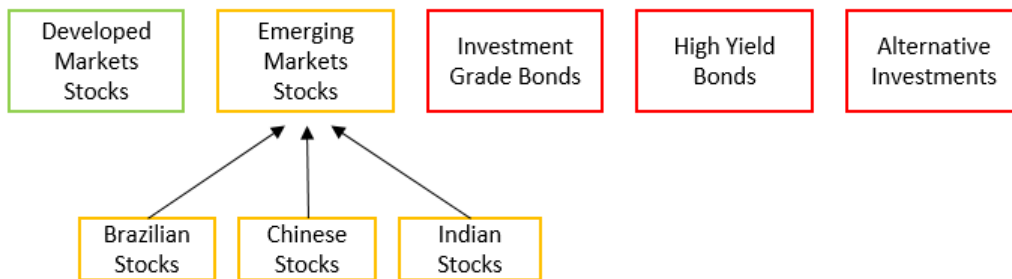 Developed
Markets
Stocks
Emerging
Markets
Stocks
Investment
Grade Bonds
High Yield
Bonds
Alternative
Investments
Brazilian
Stocks
Chinese
Stocks
Indian
Stocks